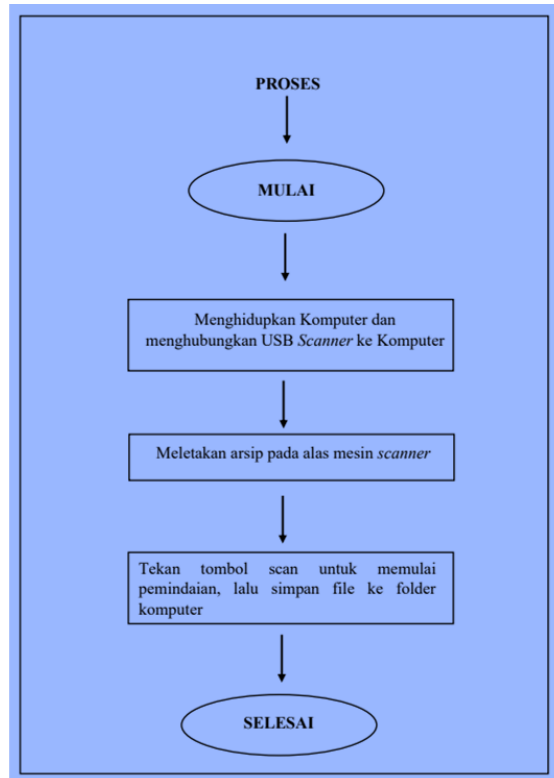 PROSES
MULAI
Menghidupkan Komputer dan
menghubungkan USB Scanner ke Komputer
Meletakan arsip pada alas mesin scanner
Tekan tombol scan untuk memulai
pemindaian, lalu simpan file ke folder
komputer
SELESAI